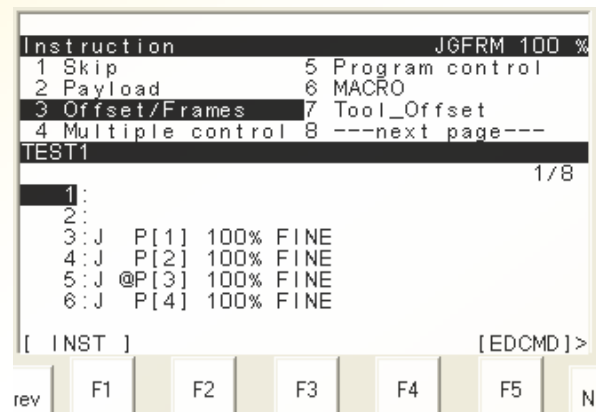 Instruction JGFRM 100 %
1 Skip 5 Program control
2 Payload 6 MACRO
3 Offset/Frames 7 Tool_Offset
4 Multiple control 8 ---next page---
TEST1
1/8
1:
2:
3:J P[1] 100% FINE
4:J P[2] 100% FINE
5:J @P[3] 100% FINE
6:J P[4] 100% FINE
[ INST ] [EDCMD]>
rev F1 F2 F3 F4 F5 N